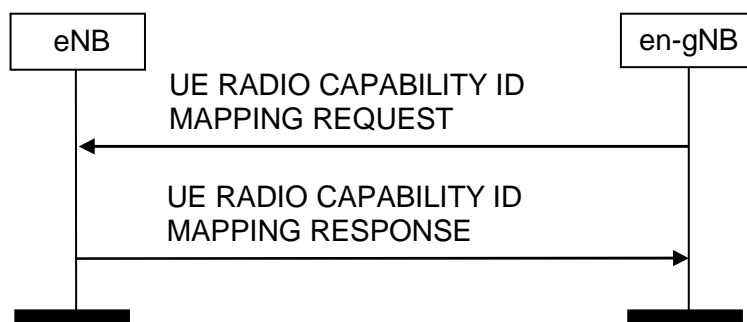 eNB
en-gNB
UE RADIO CAPABILITY ID
MAPPING REQUEST
UE RADIO CAPABILITY ID
MAPPING RESPONSE